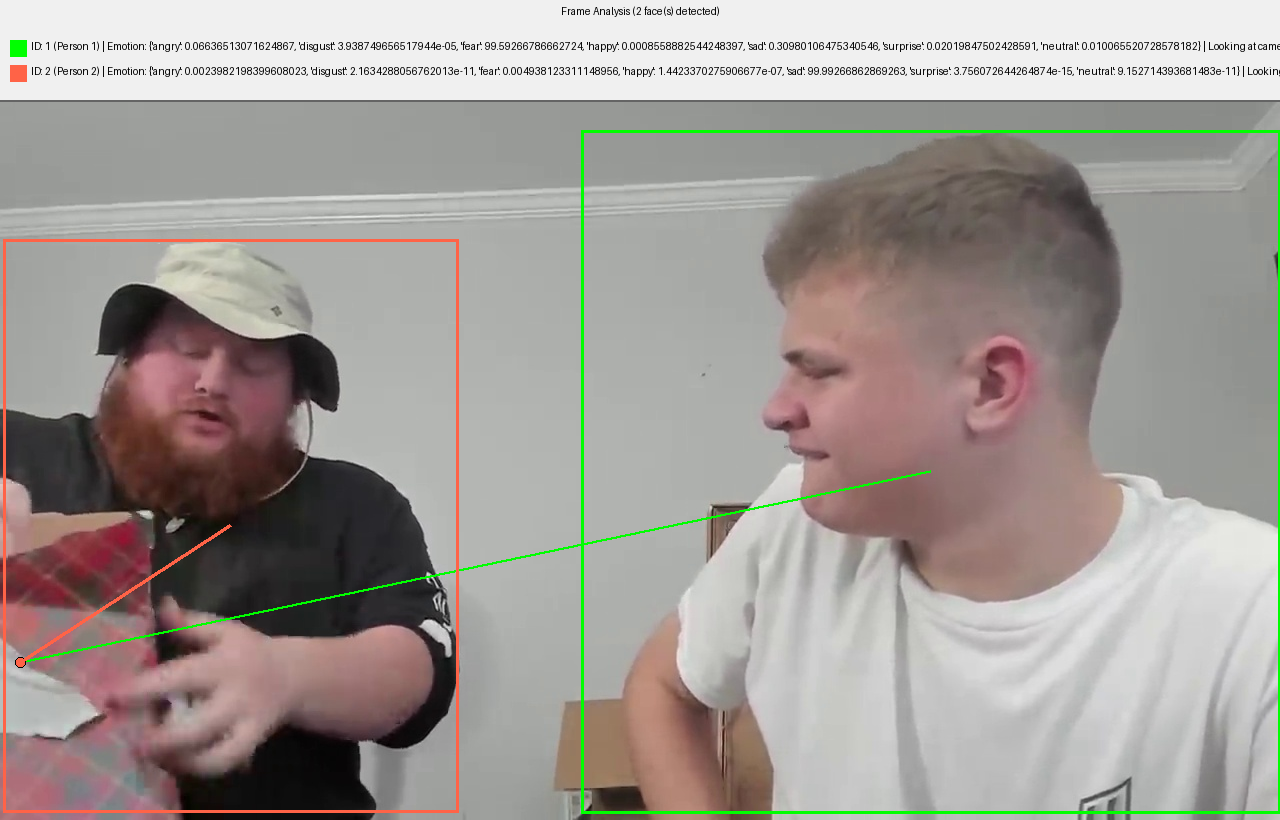 Frame Analysis (2 face(s) detected)
ID: 1 (Person 1) | Emotion: {'angry': 0.06636513071624867, 'disgust': 3.938749656517944e-05, 'fear': 99.59266786662724, 'happy': 0.0008558882544248397, 'sad': 0.30980106475340546, 'surprise': 0.02019847502428591, 'neutral': 0.010065520728578182} | Looking at came
ID: 2 (Person 2) | Emotion: {'angry': 0.0023982198399608023, 'disgust': 2.1634288056762013e-11, 'fear': 0.004938123311148956, 'happy': 1.4423370275906677e-07, 'sad': 99.99266862869263, 'surprise': 3.756072644264874e-15, 'neutral': 9.152714393681483e-11} | Looking